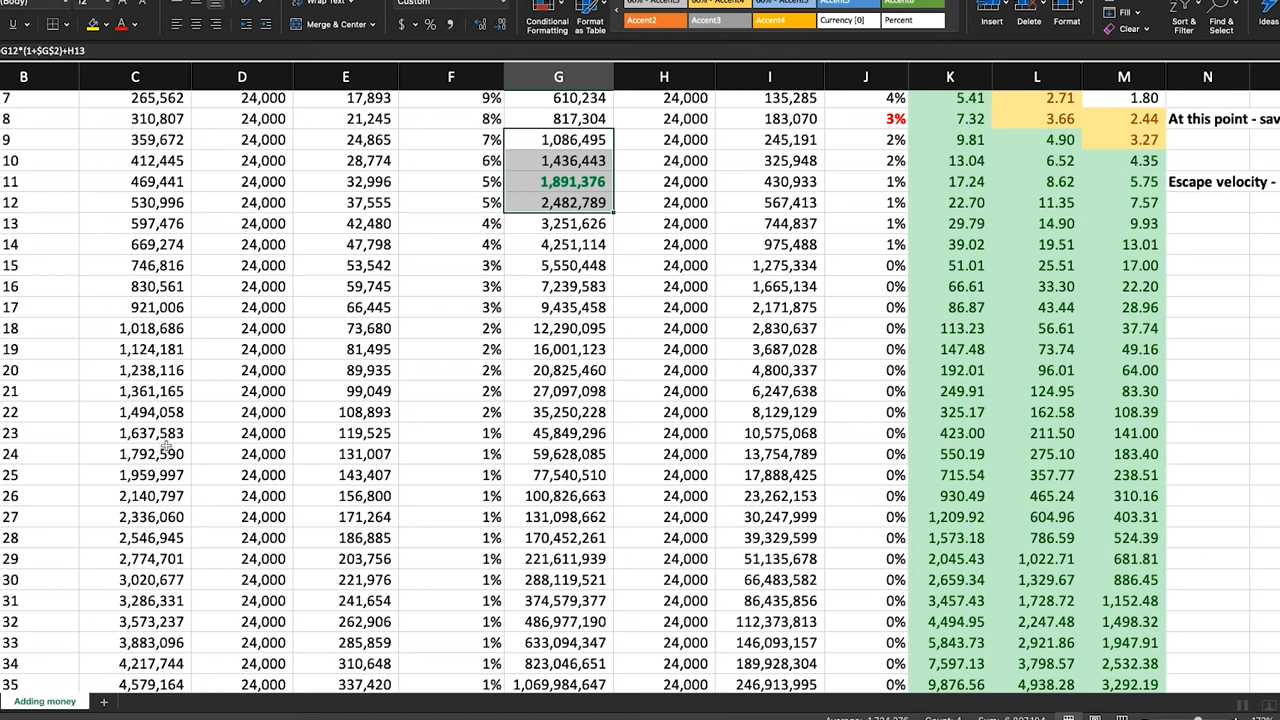 Wrap Text
Custom
Accent2 Accent3 Accent4 Currency [0] Percent
Merge & Center
$ % Conditional Formatting
Format as Table
Insert Delete Format
Fill
Clear
Sort & Filter
Find & Select
Ideas
G12*(1+$G$2)+H13
B C D E F G H I J K L M N
7 265,562 24,000 17,893 9% 610,234 24,000 135,285 4% 5.41 2.71 1.80
8 310,807 24,000 21,245 8% 817,304 24,000 183,070 3% 7.32 3.66 2.44 At this point - sav
9 359,672 24,000 24,865 7% 1,086,495 24,000 245,191 2% 9.81 4.90 3.27
10 412,445 24,000 28,774 6% 1,436,443 24,000 325,948 2% 13.04 6.52 4.35
11 469,441 24,000 32,996 5% 1,891,376 24,000 430,933 1% 17.24 8.62 5.75 Escape velocity -
12 530,996 24,000 37,555 5% 2,482,789 24,000 567,413 1% 22.70 11.35 7.57
13 597,476 24,000 42,480 4% 3,251,626 24,000 744,837 1% 29.79 14.90 9.93
14 669,274 24,000 47,798 4% 4,251,114 24,000 975,488 1% 39.02 19.51 13.01
15 746,816 24,000 53,542 3% 5,550,448 24,000 1,275,334 0% 51.01 25.51 17.00
16 830,561 24,000 59,745 3% 7,239,583 24,000 1,665,134 0% 66.61 33.30 22.20
17 921,006 24,000 66,445 3% 9,435,458 24,000 2,171,875 0% 86.87 43.44 28.96
18 1,018,686 24,000 73,680 2% 12,290,095 24,000 2,830,637 0% 113.23 56.61 37.74
19 1,124,181 24,000 81,495 2% 16,001,123 24,000 3,687,028 0% 147.48 73.74 49.16
20 1,238,116 24,000 89,935 2% 20,825,460 24,000 4,800,337 0% 192.01 96.01 64.00
21 1,361,165 24,000 99,049 2% 27,097,098 24,000 6,247,638 0% 249.91 124.95 83.30
22 1,494,058 24,000 108,893 2% 35,250,228 24,000 8,129,129 0% 325.17 162.58 108.39
23 1,637,583 24,000 119,525 1% 45,849,296 24,000 10,575,068 0% 423.00 211.50 141.00
24 1,792,590 24,000 131,007 1% 59,628,085 24,000 13,754,789 0% 550.19 275.10 183.40
25 1,959,997 24,000 143,407 1% 77,540,510 24,000 17,888,425 0% 715.54 357.77 238.51
26 2,140,797 24,000 156,800 1% 100,826,663 24,000 23,262,153 0% 930.49 465.24 310.16
27 2,336,060 24,000 171,264 1% 131,098,662 24,000 30,247,999 0% 1,209.92 604.96 403.31
28 2,546,945 24,000 186,885 1% 170,452,261 24,000 39,329,599 0% 1,573.18 786.59 524.39
29 2,774,701 24,000 203,756 1% 221,611,939 24,000 51,135,678 0% 2,045.43 1,022.71 681.81
30 3,020,677 24,000 221,976 1% 288,119,521 24,000 66,483,582 0% 2,659.34 1,329.67 886.45
31 3,286,331 24,000 241,654 1% 374,579,377 24,000 86,435,856 0% 3,457.43 1,728.72 1,152.48
32 3,573,237 24,000 262,906 1% 486,977,190 24,000 112,373,813 0% 4,494.95 2,247.48 1,498.32
33 3,883,096 24,000 285,859 1% 633,094,347 24,000 146,093,157 0% 5,843.73 2,921.86 1,947.91
34 4,217,744 24,000 310,648 1% 823,046,651 24,000 189,928,304 0% 7,597.13 3,798.57 2,532.38
35 4,579,164 24,000 337,420 1% 1,069,984,647 24,000 246,913,995 0% 9,876.56 4,938.28 3,292.19
Adding money